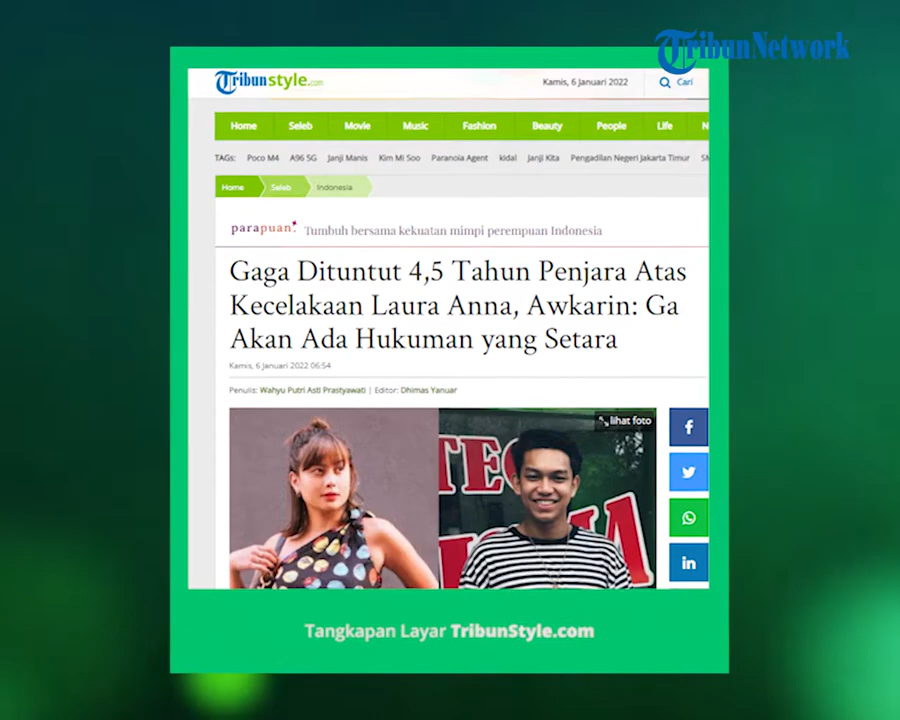 TribunNetwork
Tribunstyle.com
Kamis, 6 Januari 2022
Cari
Home Seleb Movie Music Fashion Beauty People Life N
TAGs: Poco M4 A96 5G Janji Manis Kim Mi Soo Paranoia Agent kidal Janji Kita Pengadilan Negeri Jakarta Timur
Home Seleb Indonesia
parapuan. Tumbuh bersama kekuatan mimpi perempuan Indonesia
Gaga Dituntut 4,5 Tahun Penjara Atas
Kecelakaan Laura Anna, Awkarin: Ga
Akan Ada Hukuman yang Setara
Kamis, 6 Januari 2022 06:54
Penulis: Wahyu Putri Asti Prastyawati | Editor: Dhimas Yanuar
lihat foto
f
in
Tangkapan Layar TribunStyle.com